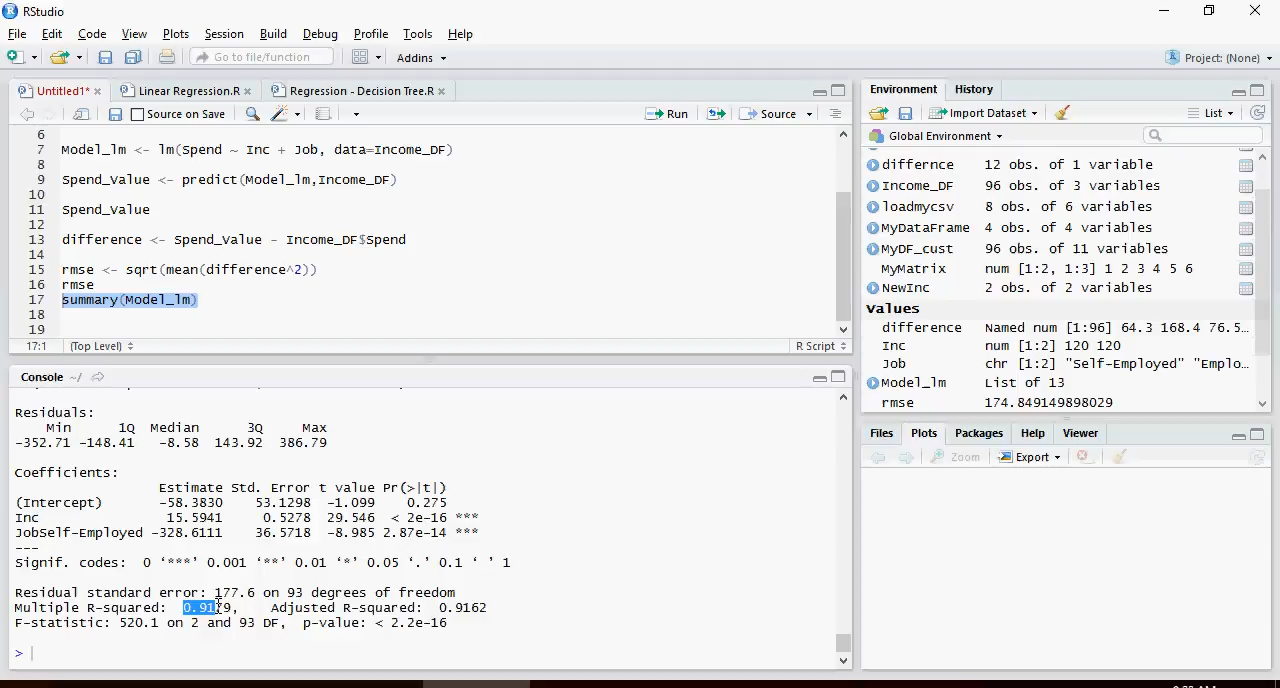 RStudio
File Edit Code View Plots Session Build Debug Profile Tools Help
Go to file/function Addins Project: (None)
Untitled1* Linear Regression.R Regression - Decision Tree.R
Source on Save Run Source
6
7 Model_lm <- lm(Spend ~ Inc + Job, data=Income_DF)
8
9 Spend_Value <- predict(Model_lm,Income_DF)
10
11 Spend_Value
12
13 difference <- Spend_Value - Income_DF$Spend
14
15 rmse <- sqrt(mean(difference^2))
16 rmse
17 summary(Model_lm)
18
19
17:1 (Top Level) R Script
Console ~/
Residuals:
Min 1Q Median 3Q Max
-352.71 -148.41 -8.58 143.92 386.79
Coefficients:
Estimate Std. Error t value Pr(>|t|)
(Intercept) -58.3830 53.1298 -1.099 0.275
Inc 15.5941 0.5278 29.546 < 2e-16 ***
JobSelf-Employed -328.6111 36.5718 -8.985 2.87e-14 ***
---
Signif. codes: 0 ‘***’ 0.001 ‘**’ 0.01 ‘*’ 0.05 ‘.’ 0.1 ‘ ’ 1
Residual standard error: 177.6 on 93 degrees of freedom
Multiple R-squared: 0.9179, Adjusted R-squared: 0.9162
F-statistic: 520.1 on 2 and 93 DF, p-value: < 2.2e-16
>
Environment History
Import Dataset List
Global Environment
differnce 12 obs. of 1 variable
Income_DF 96 obs. of 3 variables
loadmycsv 8 obs. of 6 variables
MyDataFrame 4 obs. of 4 variables
MyDF_cust 96 obs. of 11 variables
MyMatrix num [1:2, 1:3] 1 2 3 4 5 6
NewInc 2 obs. of 2 variables
Values
difference Named num [1:96] 64.3 168.4 76.5…
Inc num [1:2] 120 120
Job chr [1:2] "Self-Employed" "Emplo…
Model_lm List of 13
rmse 174.849149898029
Files Plots Packages Help Viewer
Zoom Export